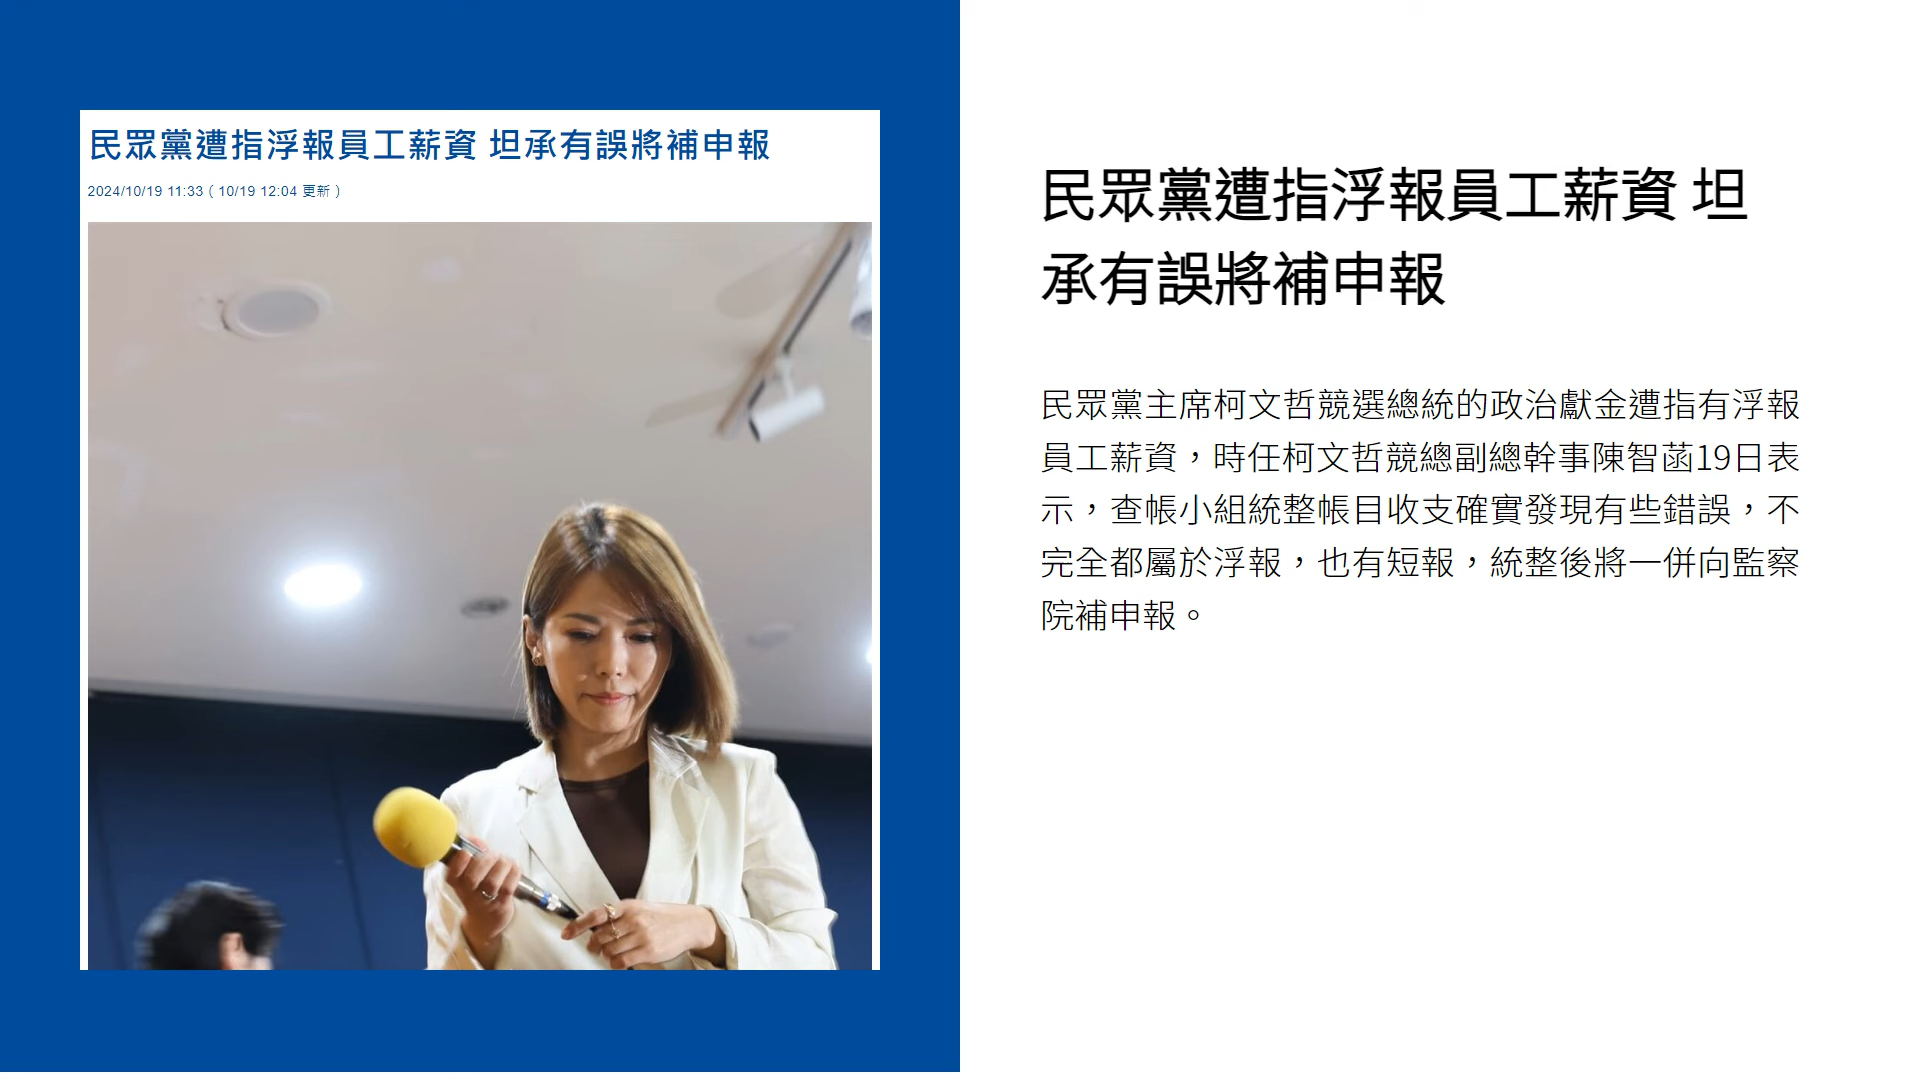 民眾黨遭指浮報員工薪資 坦承有誤將補申報
2024/10/19 11:33（10/19 12:04 更新）
民眾黨遭指浮報員工薪資 坦
承有誤將補申報
民眾黨主席柯文哲競選總統的政治獻金遭指有浮報
員工薪資，時任柯文哲競總副總幹事陳智菡19日表
示，查帳小組統整帳目收支確實發現有些錯誤，不
完全都屬於浮報，也有短報，統整後將一併向監察
院補申報。